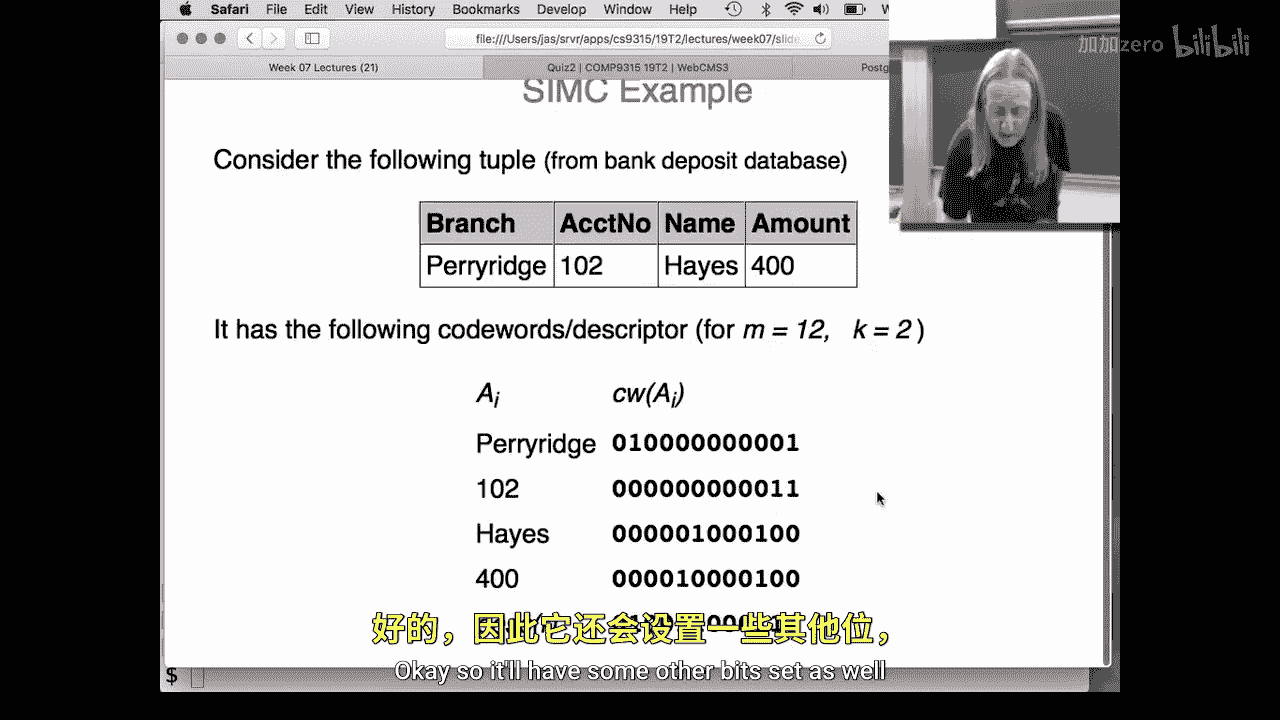 Safari File Edit View History Bookmarks Develop Window Help
file:///Users/jas/srvr/apps/cs9315/19T2/lectures/week07/slide
加加zero bilibili
Week 07 Lectures (21) Quiz2 | COMP9315 19T2 | WebCMS3 Postg
SIMC Example
Consider the following tuple (from bank deposit database)
Branch AcctNo Name Amount
Perryridge 102 Hayes 400
It has the following codewords/descriptor (for m = 12, k = 2 )
Ai cw(Ai)
Perryridge 010000000001
102 000000000011
Hayes 000001000100
400 000010000100
好的，因此它还会设置一些其他位，
Okay so it'll have some other bits set as well
$